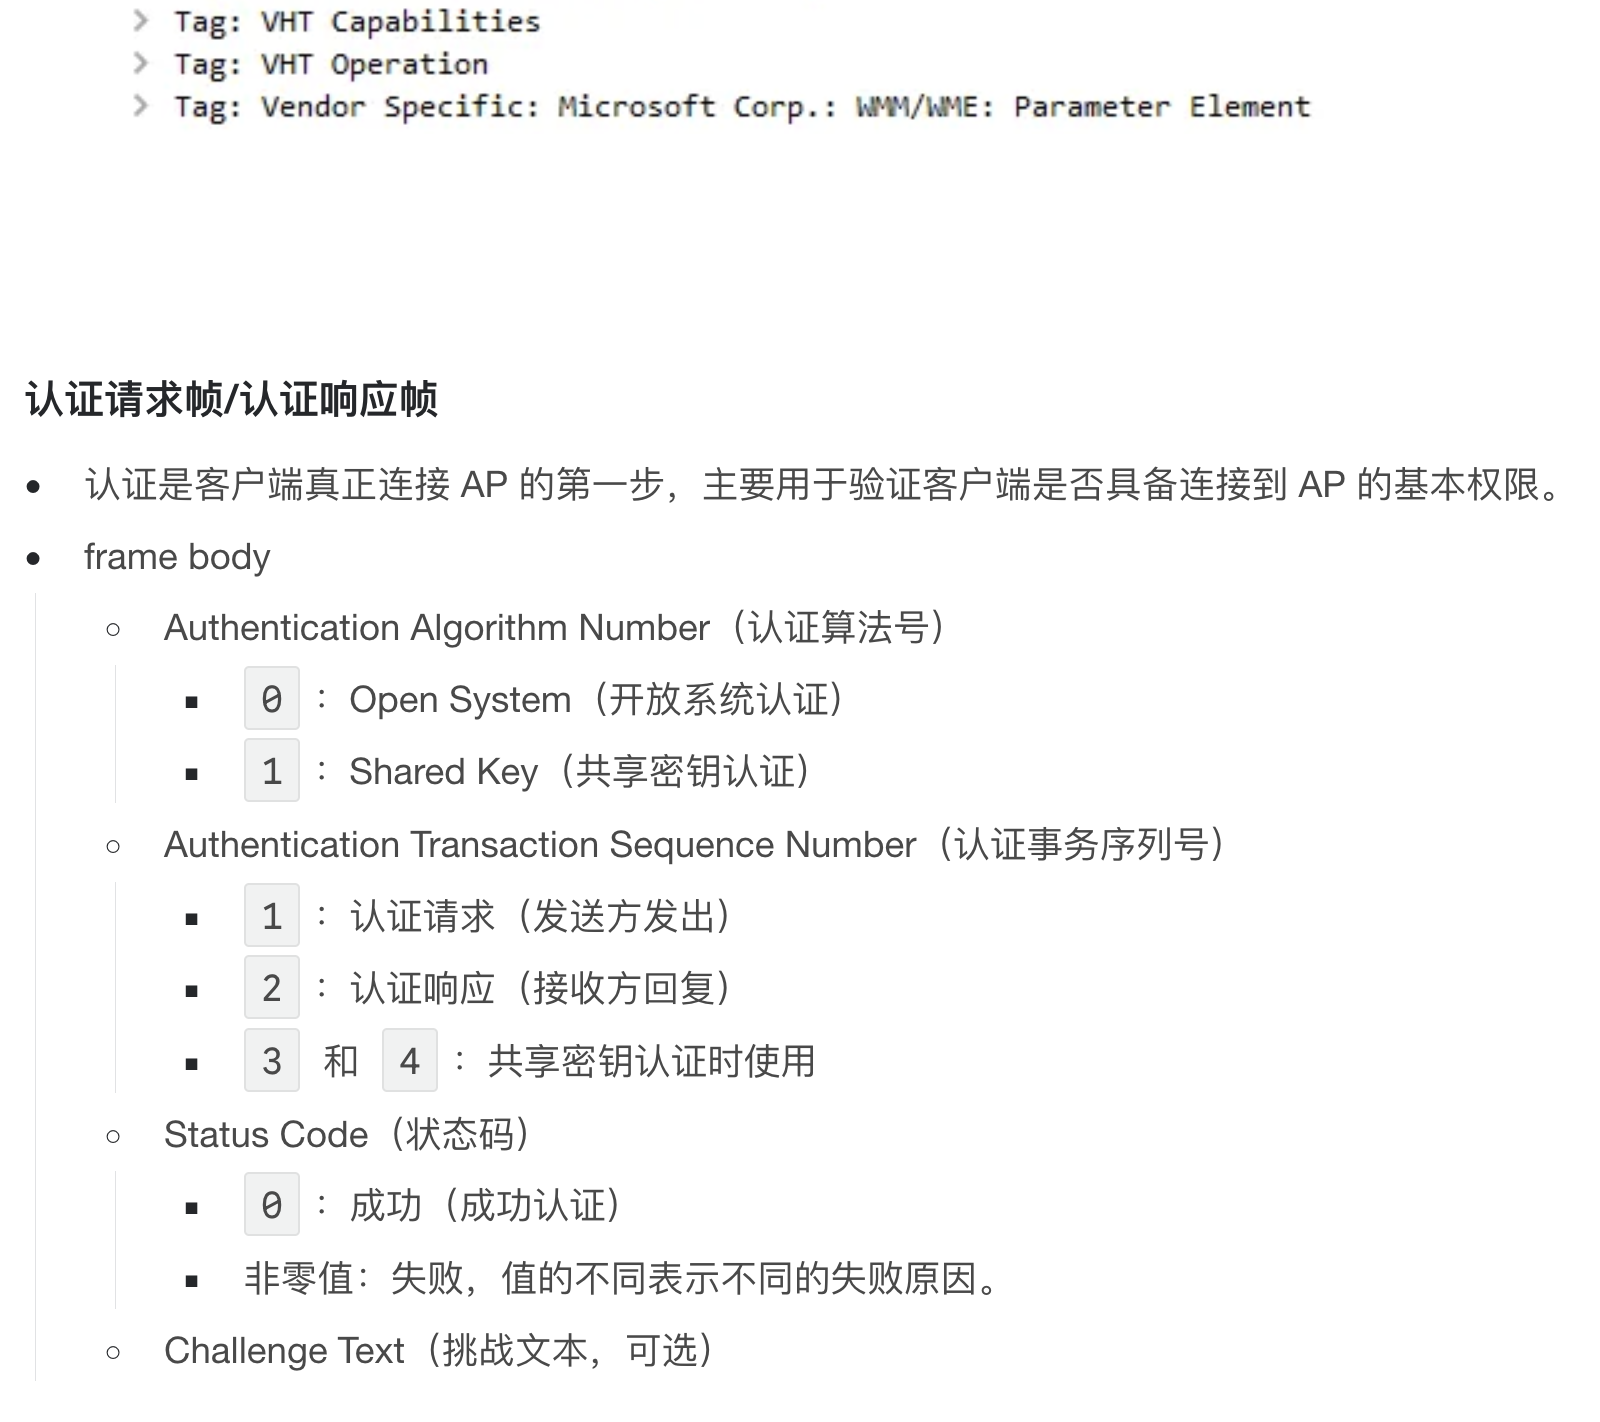 Tag: VHT Capabilities
Tag: VHT Operation
Tag: Vendor Specific: Microsoft Corp.: WMM/WME: Parameter Element
认证请求帧/认证响应帧
认证是客户端真正连接 AP 的第一步，主要用于验证客户端是否具备连接到 AP 的基本权限。
frame body
Authentication Algorithm Number（认证算法号）
0 ：Open System（开放系统认证）
1 ：Shared Key（共享密钥认证）
Authentication Transaction Sequence Number（认证事务序列号）
1 ：认证请求（发送方发出）
2 ：认证响应（接收方回复）
3 和 4 ：共享密钥认证时使用
Status Code（状态码）
0 ：成功（成功认证）
非零值：失败，值的不同表示不同的失败原因。
Challenge Text（挑战文本，可选）